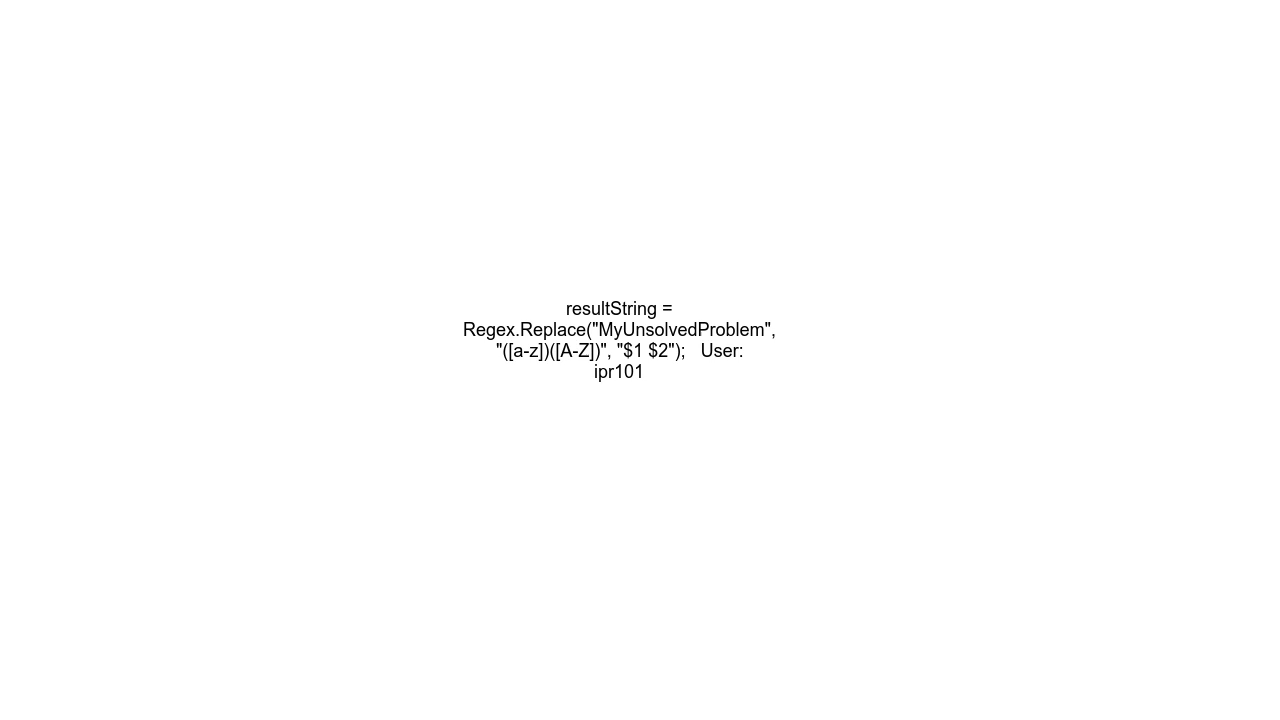 resultString =
Regex.Replace("MyUnsolvedProblem",
"([a-z])([A-Z])", "$1 $2");   User:
ipr101